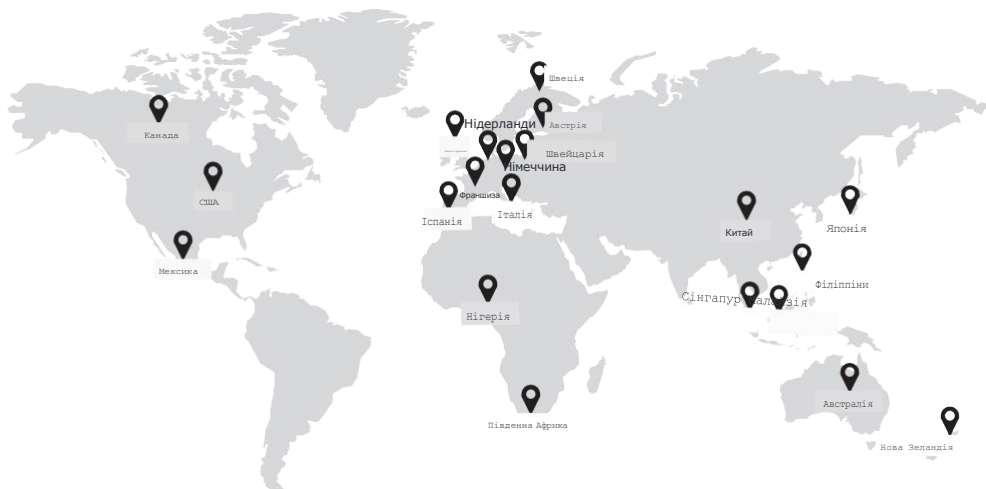 Швеція
Нідерланди
Австрія
Канада
Швейцарія
Німеччина
Франшиза
США
Іспанія
Італія
Китай
Японія
Мексика
Філіппіни
Сінгапур
Малайзія
Нігерія
Австралія
Південна Африка
Нова Зеландія